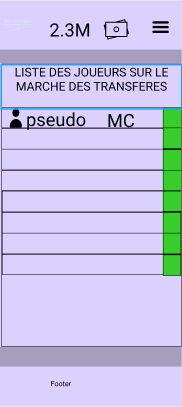 2.3M
LISTE DES JOUEURS SUR LE
MARCHE DES TRANSFERES
pseudo MC
Footer